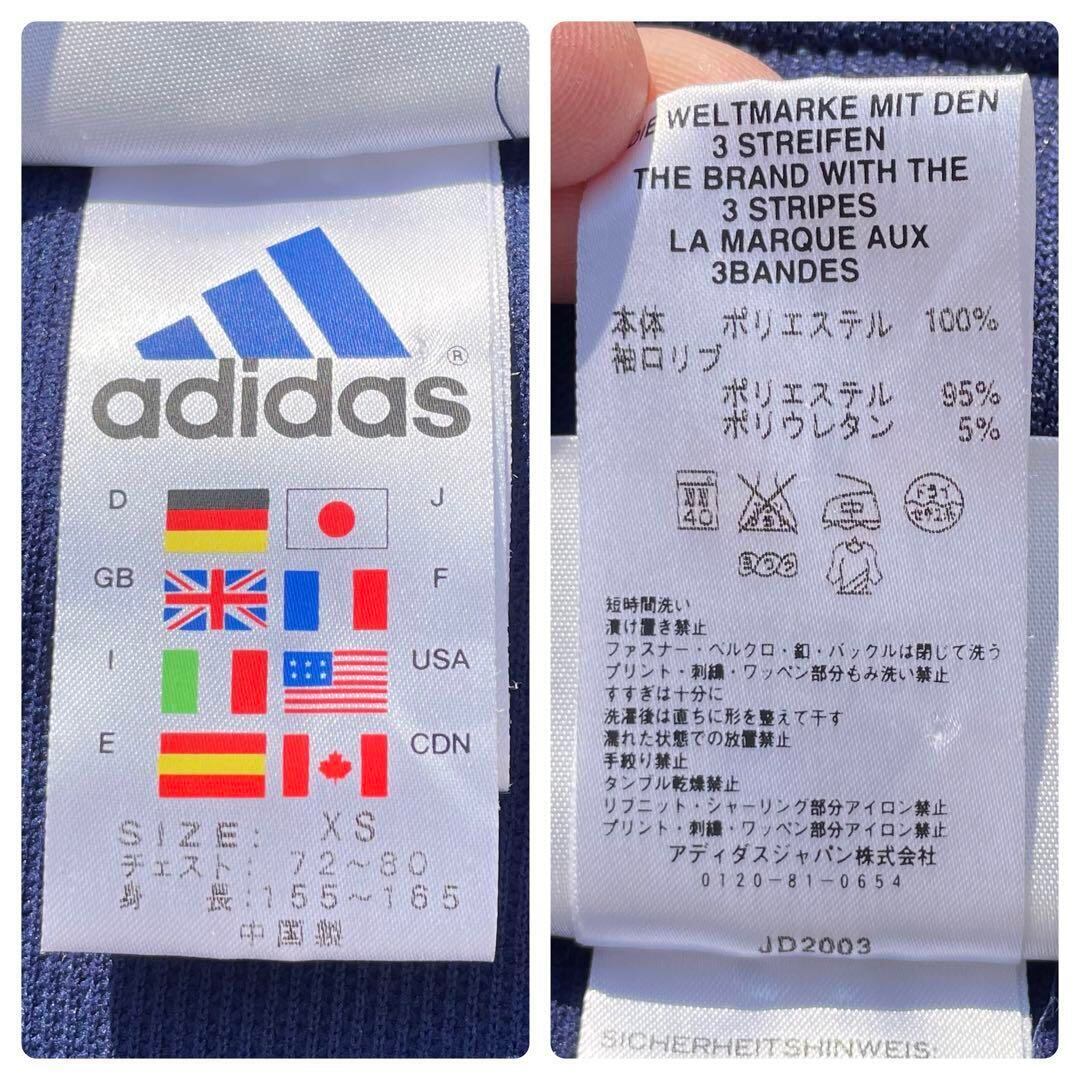 adidas ®
D J
GB F
I USA
E CDN
SIZE: XS
チェスト: 72~80
身 長:155~165
中国製
DIE WELTMARKE MIT DEN
3 STREIFEN
THE BRAND WITH THE
3 STRIPES
LA MARQUE AUX
3BANDES
本体 ポリエステル 100%
袖口リブ
ポリエステル 95%
ポリウレタン 5%
40 中 ドライ
ヨワク
短時間洗い
漬け置き禁止
ファスナー・ベルクロ・釦・バックルは閉じて洗う
プリント・刺繍・ワッペン部分もみ洗い禁止
すすぎは十分に
洗濯後は直ちに形を整えて干す
濡れた状態での放置禁止
手絞り禁止
タンブル乾燥禁止
リブニット・シャーリング部分アイロン禁止
プリント・刺繍・ワッペン部分アイロン禁止
アディダスジャパン株式会社
0120-81-0654
JD2003
SICHERHEITSHINWEIS: